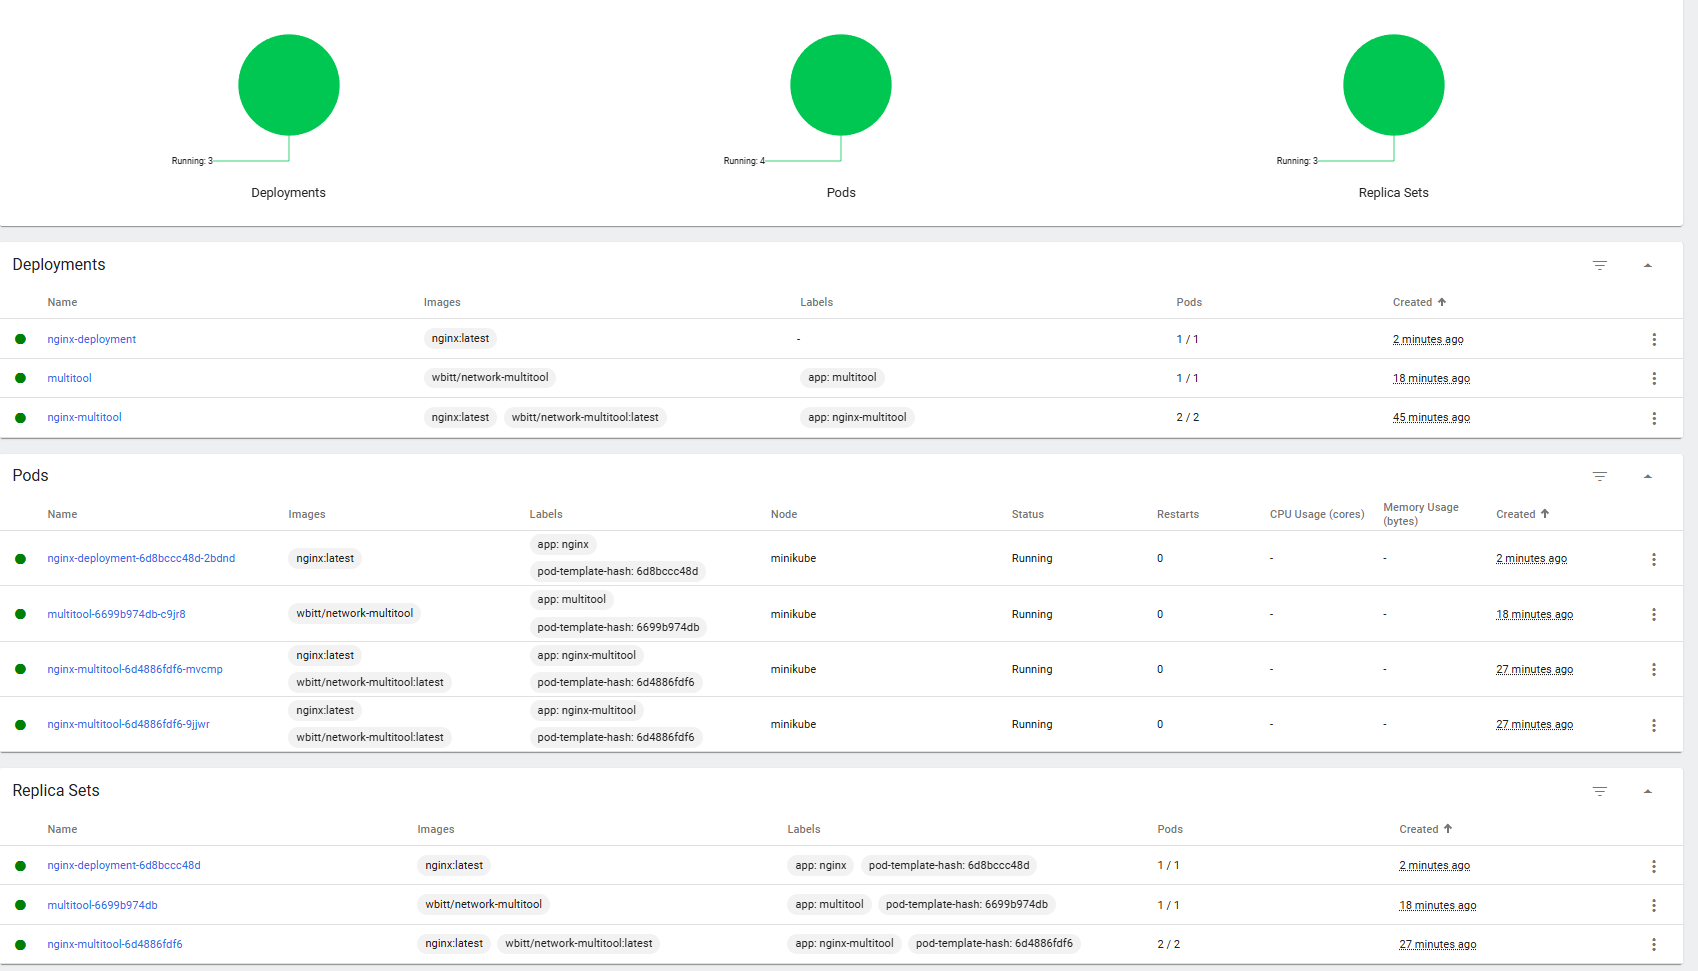 Running: 3 Running: 4 Running: 3
Deployments Pods Replica Sets
Deployments
Name Images Labels Pods Created
nginx-deployment nginx:latest - 1 / 1 2 minutes ago
multitool wbitt/network-multitool app: multitool 1 / 1 18 minutes ago
nginx-multitool nginx:latest wbitt/network-multitool:latest app: nginx-multitool 2 / 2 45 minutes ago
Pods
Name Images Labels Node Status Restarts CPU Usage (cores) Memory Usage (bytes) Created
app: nginx
nginx-deployment-6d8bccc48d-2bdnd nginx:latest minikube Running 0 - - 2 minutes ago
pod-template-hash: 6d8bccc48d
app: multitool
multitool-6699b974db-c9jr8 wbitt/network-multitool minikube Running 0 - - 18 minutes ago
pod-template-hash: 6699b974db
nginx:latest app: nginx-multitool
nginx-multitool-6d4886fdf6-mvcmp minikube Running 0 - - 27 minutes ago
wbitt/network-multitool:latest pod-template-hash: 6d4886fdf6
nginx:latest app: nginx-multitool
nginx-multitool-6d4886fdf6-9jjwr minikube Running 0 - - 27 minutes ago
wbitt/network-multitool:latest pod-template-hash: 6d4886fdf6
Replica Sets
Name Images Labels Pods Created
nginx-deployment-6d8bccc48d nginx:latest app: nginx pod-template-hash: 6d8bccc48d 1 / 1 2 minutes ago
multitool-6699b974db wbitt/network-multitool app: multitool pod-template-hash: 6699b974db 1 / 1 18 minutes ago
nginx-multitool-6d4886fdf6 nginx:latest wbitt/network-multitool:latest app: nginx-multitool pod-template-hash: 6d4886fdf6 2 / 2 27 minutes ago